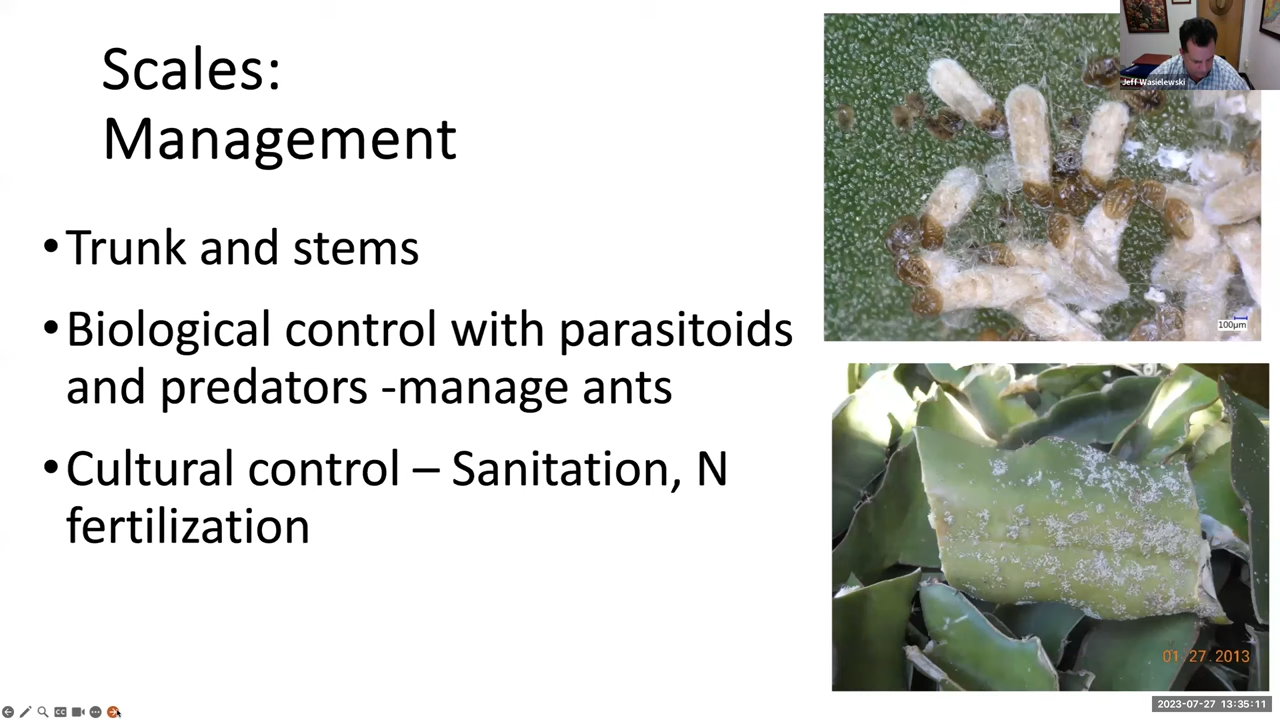 Scales:
Management
•Trunk and stems
•Biological control with parasitoids
and predators -manage ants
•Cultural control – Sanitation, N
fertilization
Jeff Wasielewski
100µm
01.27.2013
CC
2023-07-27 13:35:11